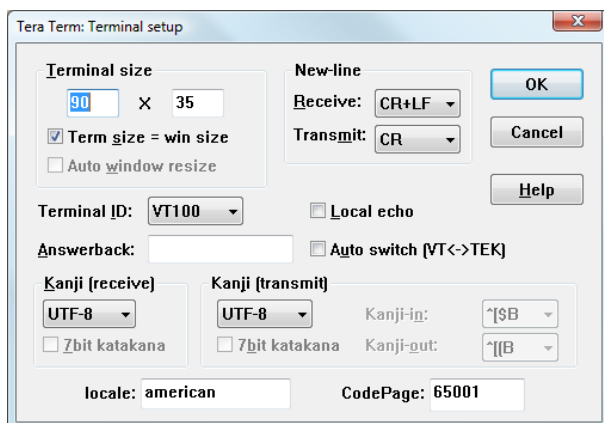 Tera Term: Terminal setup
Terminal size
90 X 35
Term size = win size
Auto window resize
New-line
Receive: CR+LF
Transmit: CR
OK
Cancel
Help
Terminal ID: VT100
Local echo
Answerback:
Auto switch (VT<->TEK)
Kanji (receive)
UTF-8
7bit katakana
Kanji (transmit)
UTF-8
7bit katakana
Kanji-in: ^[$B
Kanji-out: ^[(B
locale: american
CodePage: 65001